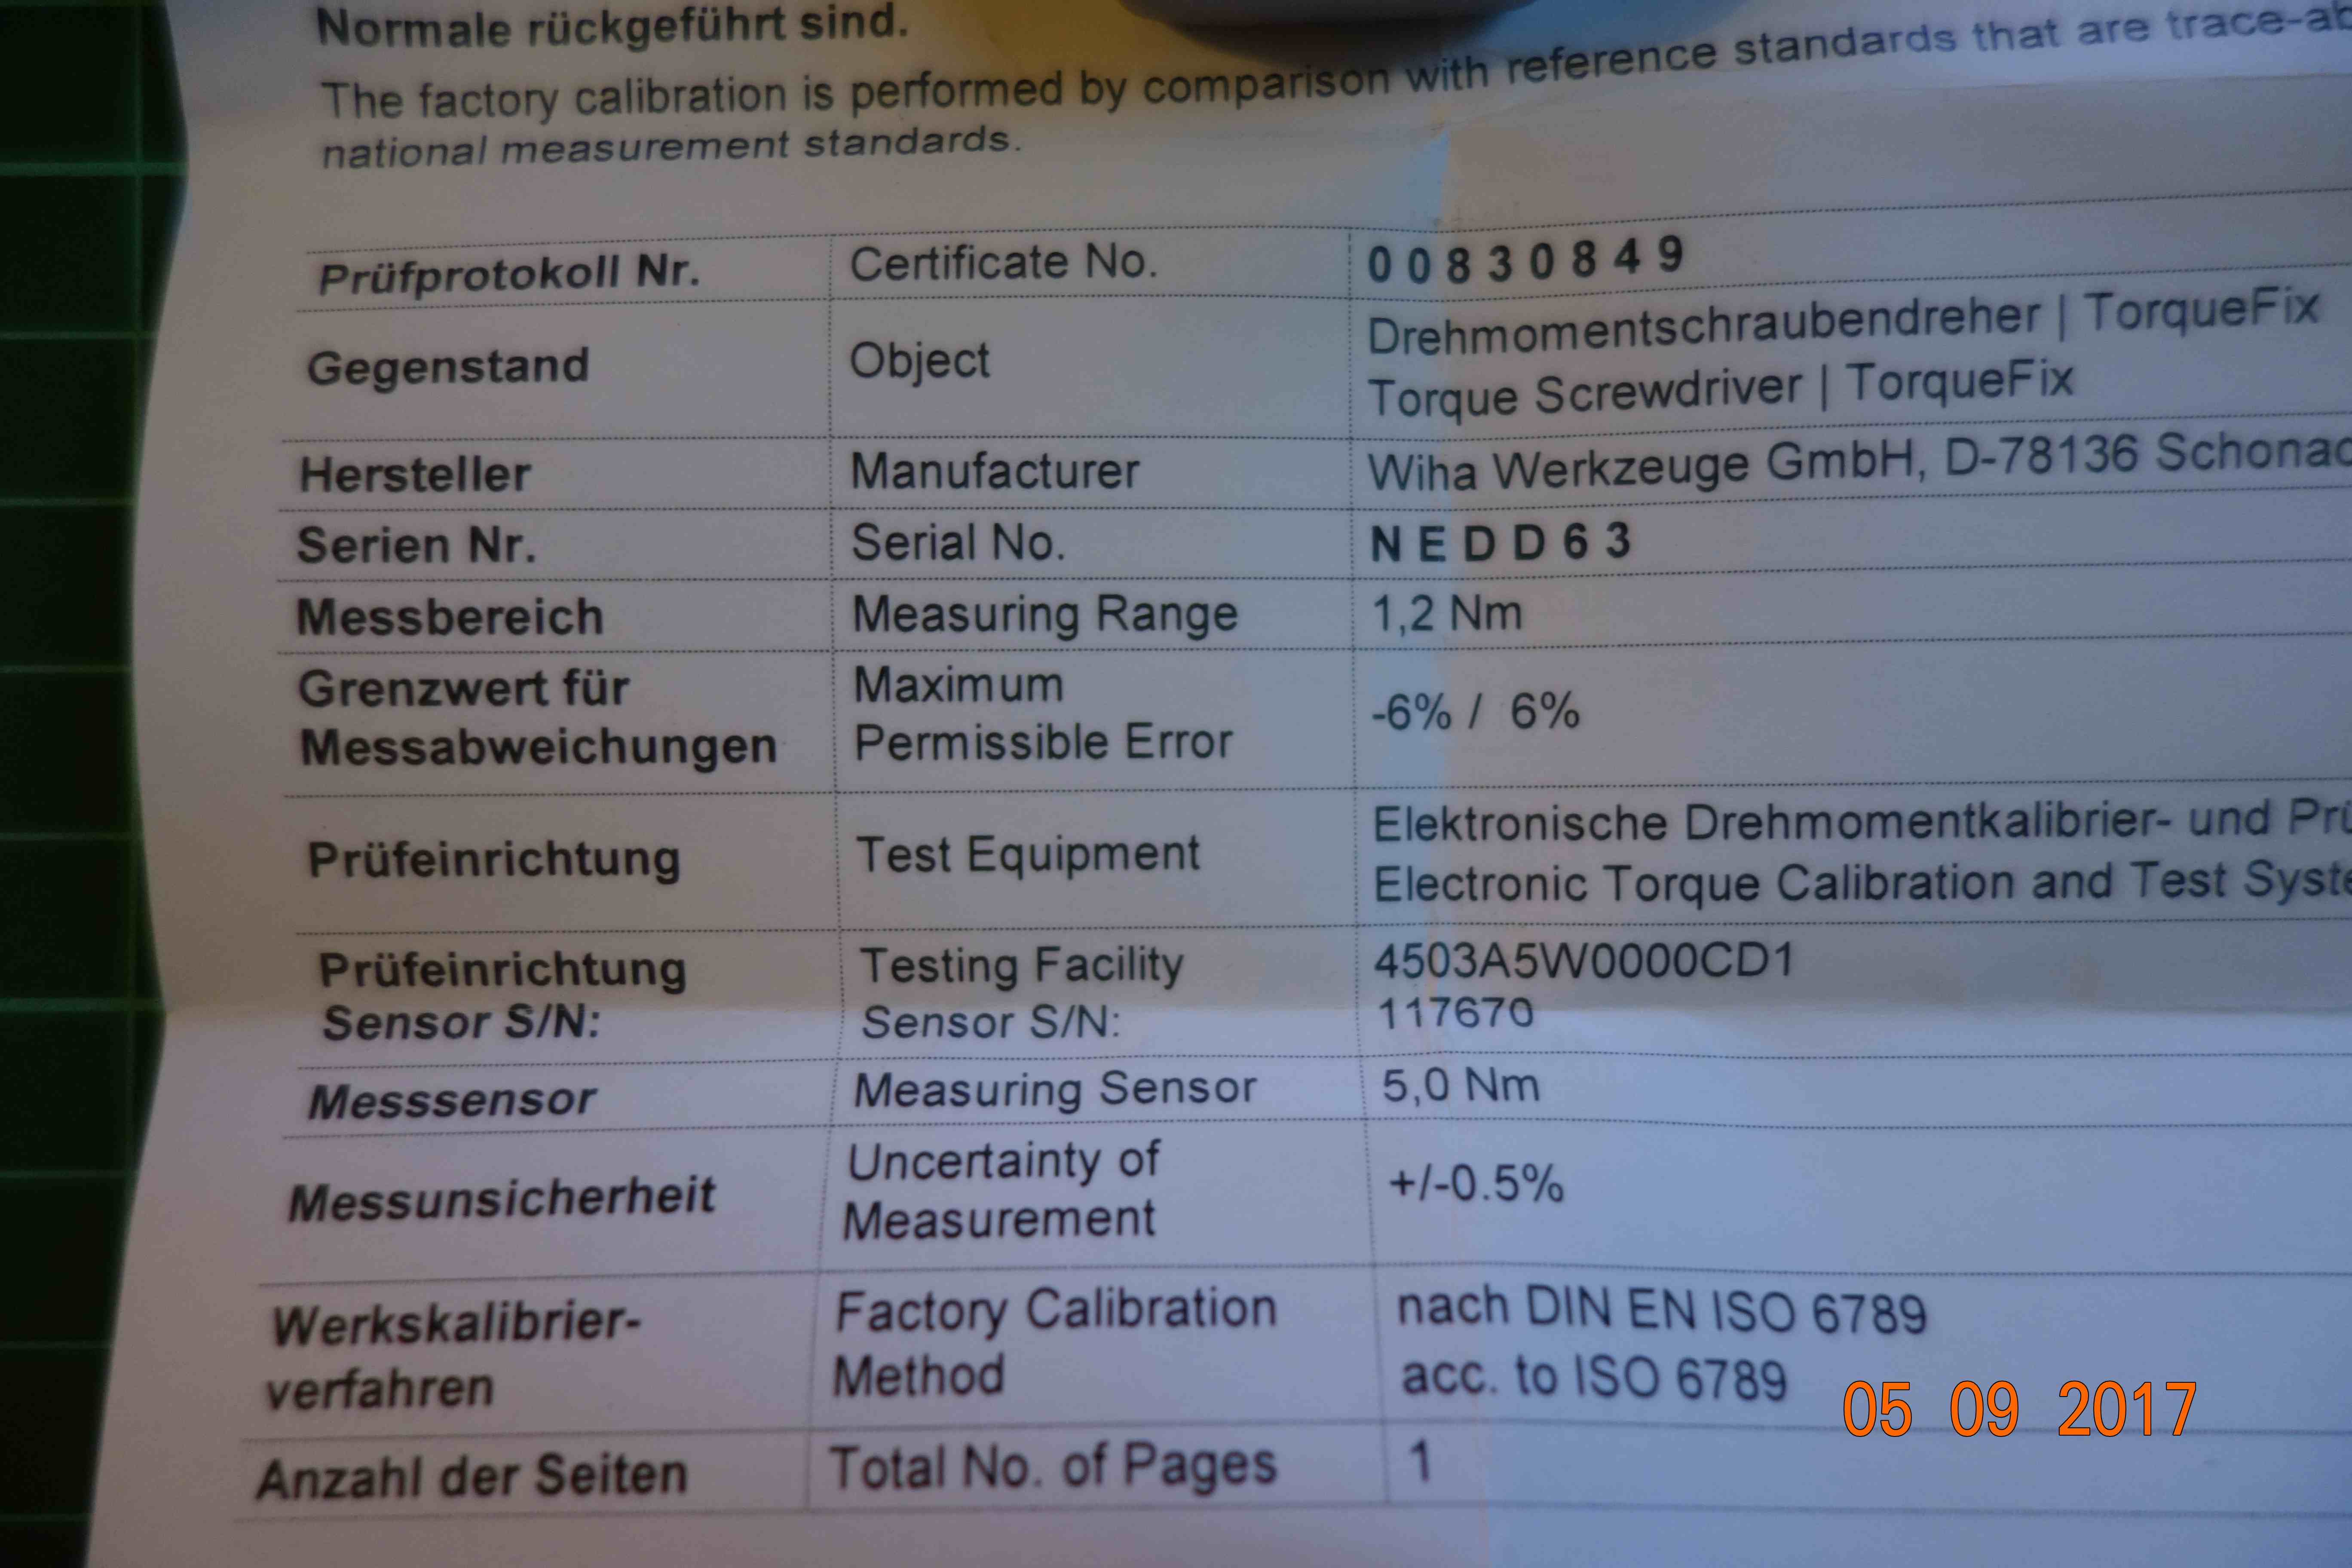 Normale rückgeführt sind.
The factory calibration is performed by comparison with reference standards that are
national measurement standards.
Prüfprotokoll Nr. Certificate No. 00830849
Gegenstand Object Drehmomentschraubendreher | TorqueFix
Torque Screwdriver | TorqueFix
Hersteller Manufacturer Wiha Werkzeuge GmbH, D-78136
Serien Nr. Serial No. NEDD63
Messbereich Measuring Range 1,2 Nm
Grenzwert für Maximum
Messabweichungen Permissible Error -6% / 6%
Prüfeinrichtung Test Equipment Elektronische Drehmomentkalibrier- und
Electronic Torque Calibration and Test
Prüfeinrichtung Testing Facility 4503A5W0000CD1
Sensor S/N: Sensor S/N: 117670
Messsensor Measuring Sensor 5,0 Nm
Messunsicherheit Uncertainty of
Measurement +/-0.5%
Werkskalibrier- Factory Calibration nach DIN EN ISO 6789
verfahren Method acc. to ISO 6789
05 09 2017
Anzahl der Seiten Total No. of Pages 1